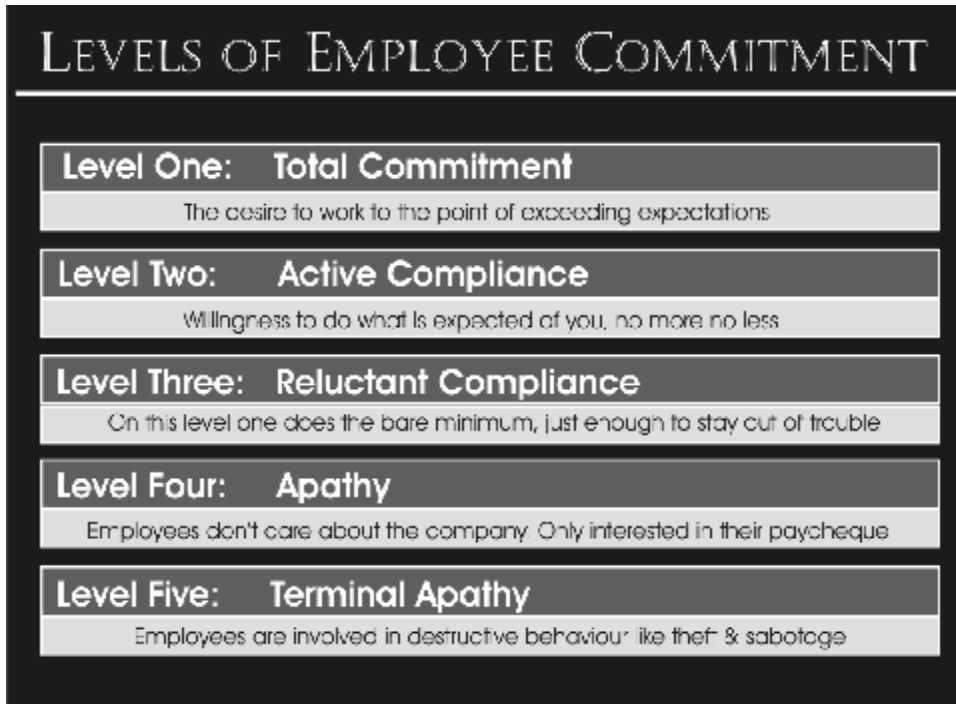 LEVELS OF EMPLOYEE COMMITMENT
Level One: Total Commitment
The desire to work to the point of exceeding expectations
Level Two: Active Compliance
Willingness to do what is expected of you, no more no less
Level Three: Reluctant Compliance
On this level one does the bare minimum, just enough to stay out of trouble
Level Four: Apathy
Employees don't care about the company. Only interested in their paycheque
Level Five: Terminal Apathy
Employees are involved in destructive behaviour like theft & sabotage